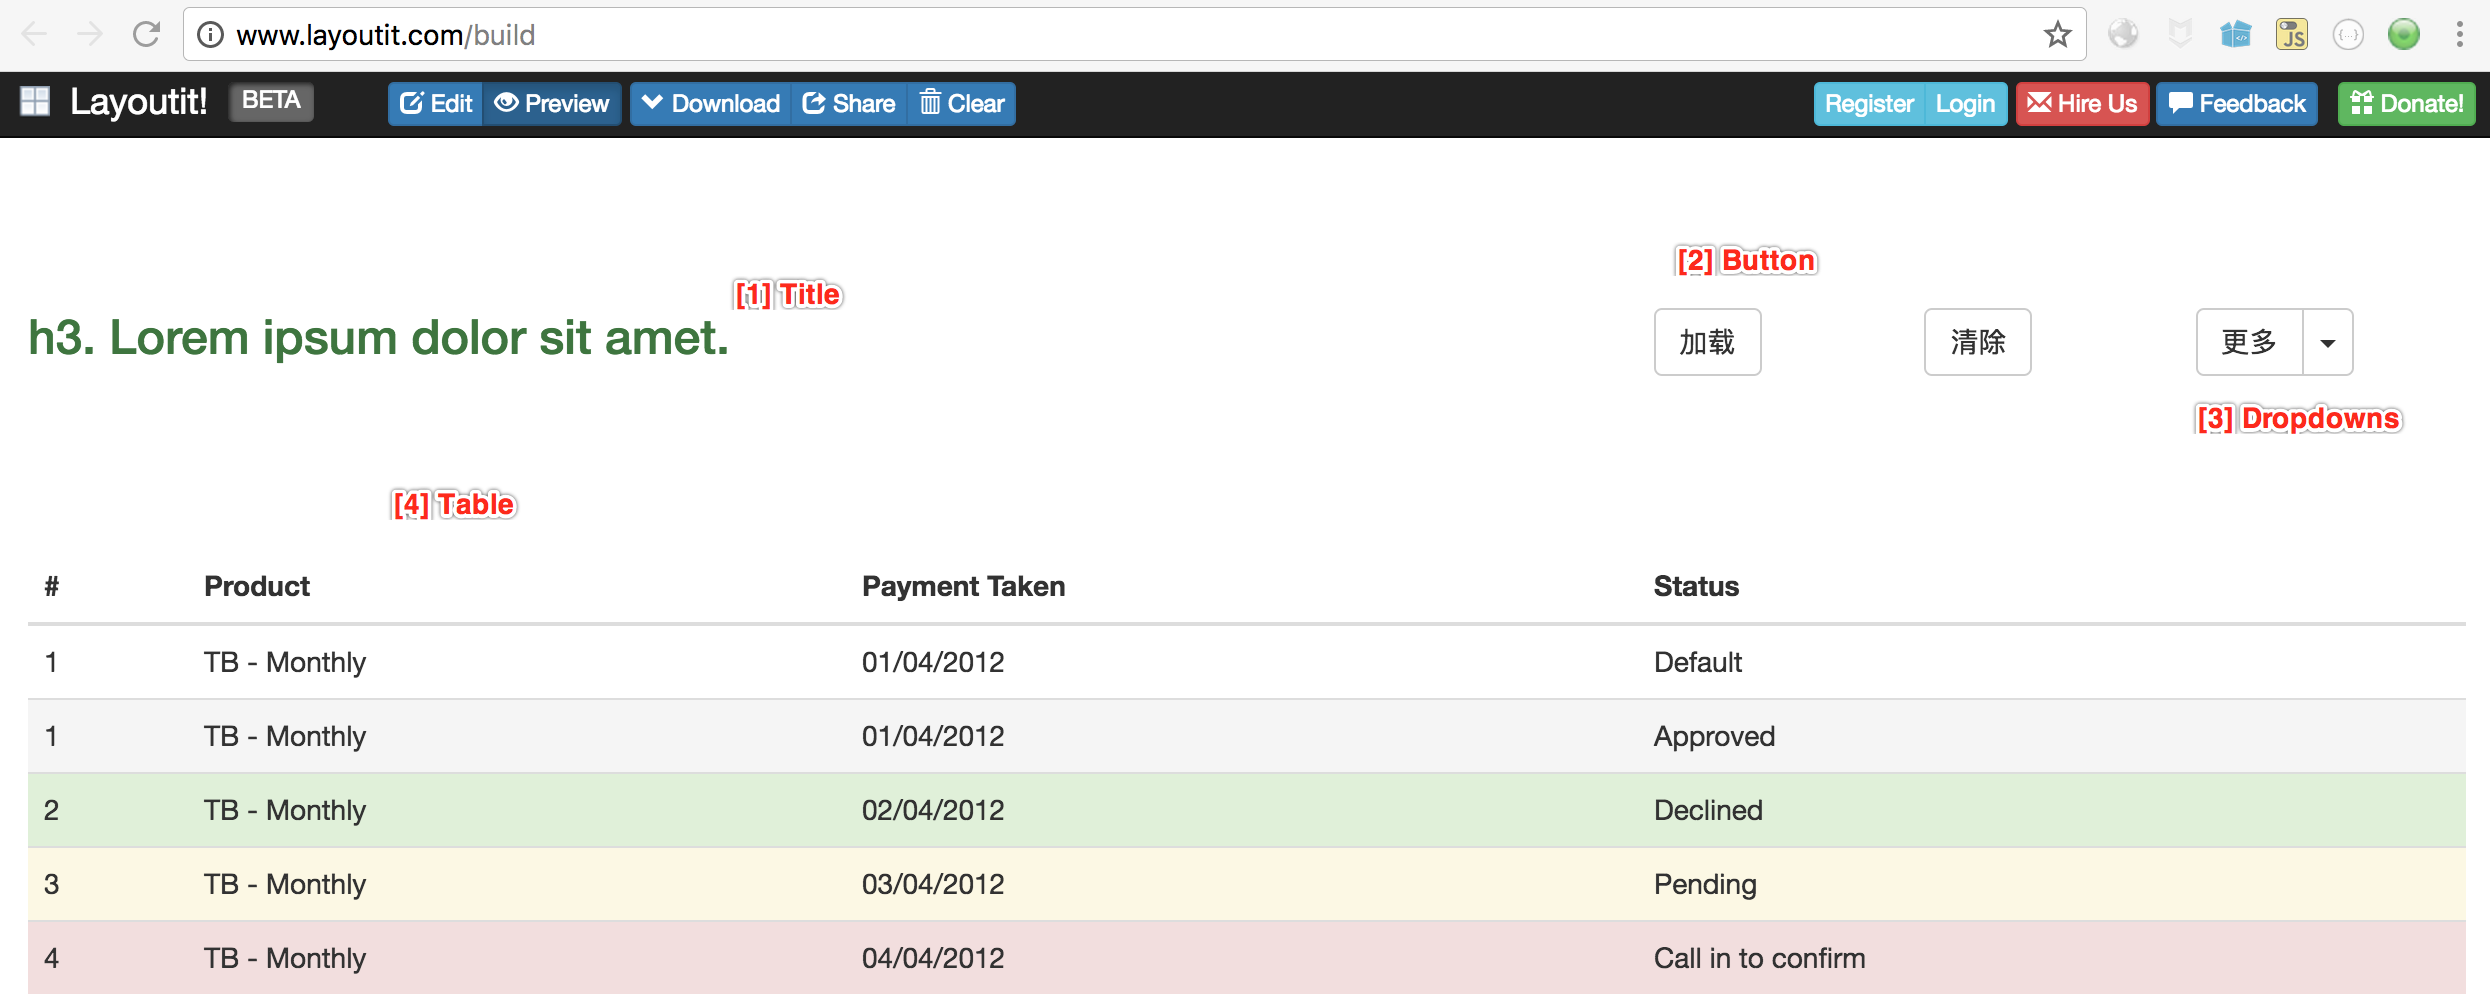 www.layoutit.com/build
Layoutit! BETA Edit Preview Download Share Clear Register Login Hire Us Feedback Donate!
[2] Button
[1] Title
h3. Lorem ipsum dolor sit amet. 加载 清除 更多
[3] Dropdowns
[4] Table
# Product Payment Taken Status
1 TB - Monthly 01/04/2012 Default
1 TB - Monthly 01/04/2012 Approved
2 TB - Monthly 02/04/2012 Declined
3 TB - Monthly 03/04/2012 Pending
4 TB - Monthly 04/04/2012 Call in to confirm